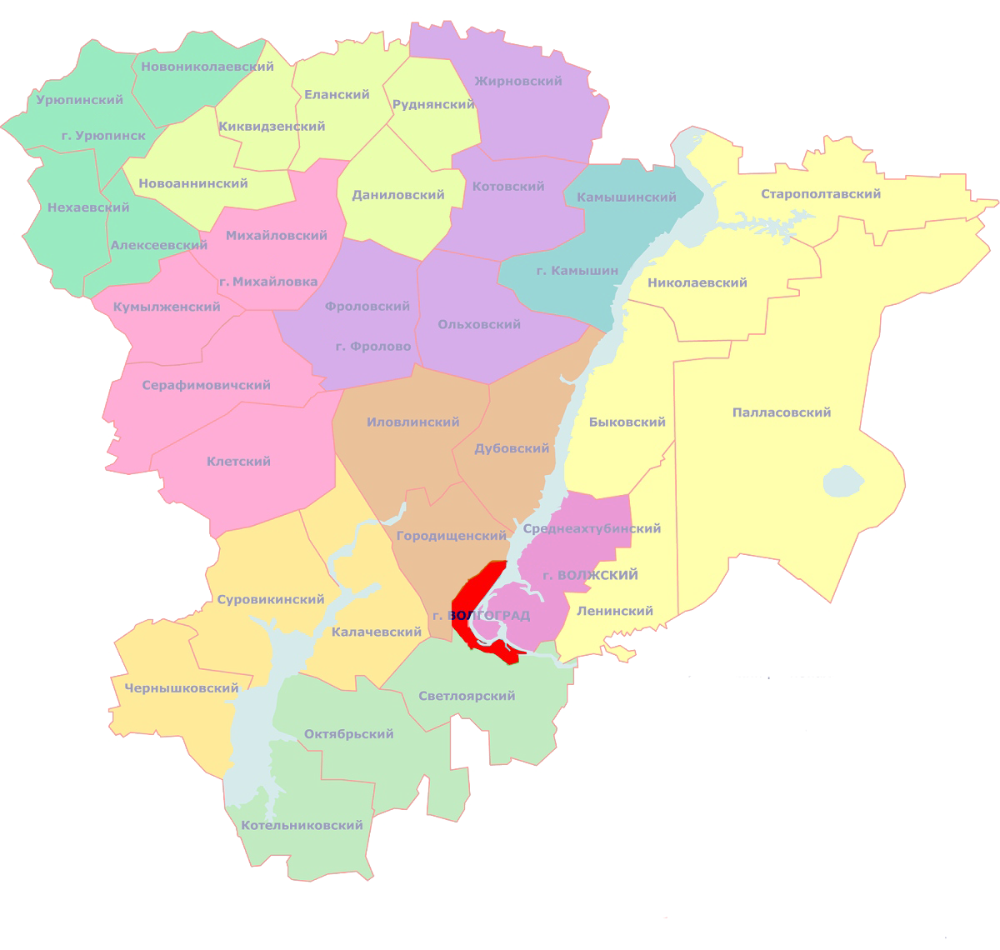 Новониколаевский
Жирновский
Еланский
Урюпинский
Руднянский
Киквидзенский
г. Урюпинск
Новоаннинский
Котовский
Старополтавский
Даниловский
Камышинский
Нехаевский
Михайловский
Алексеевский
г. Камышин
г. Михайловка
Николаевский
Кумылженский
Фроловский
Ольховский
г. Фролово
Серафимовичский
Палласовский
Иловлинский
Быковский
Дубовский
Клетский
Среднеахтубинский
Городищенский
г. ВОЛЖСКИЙ
Суровикинский
Ленинский
г. ВОЛГОГРАД
Калачевский
Чернышковский
Светлоярский
Октябрьский
Котельниковский